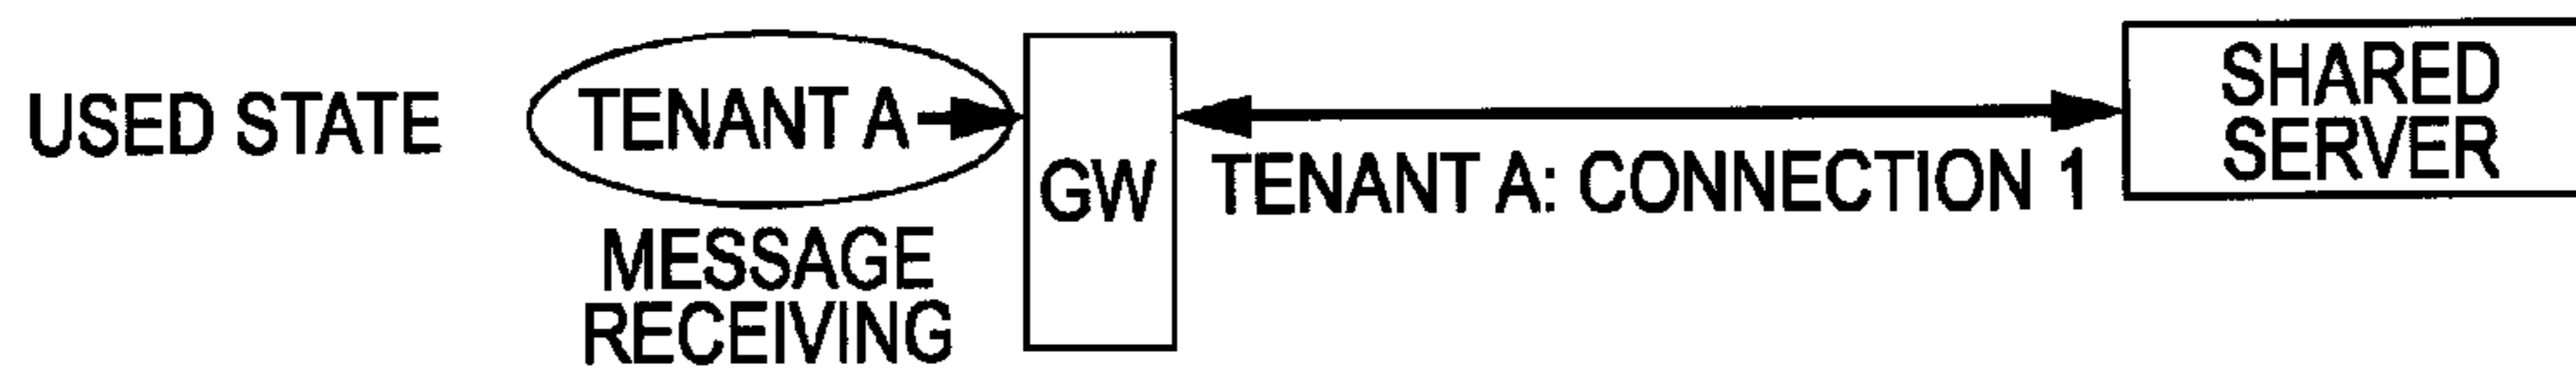 USED STATE
TENANT A
MESSAGE
RECEIVING
GW
TENANT A: CONNECTION 1
SHARED
SERVER